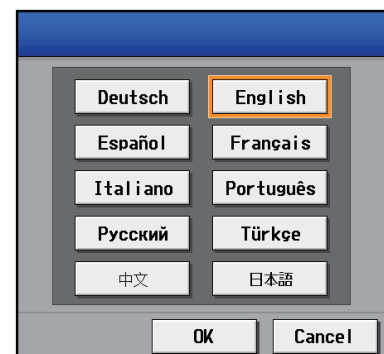 Deutsch English
Español Français
Italiano Português
Русский Türkçe
中文 日本語
OK Cancel